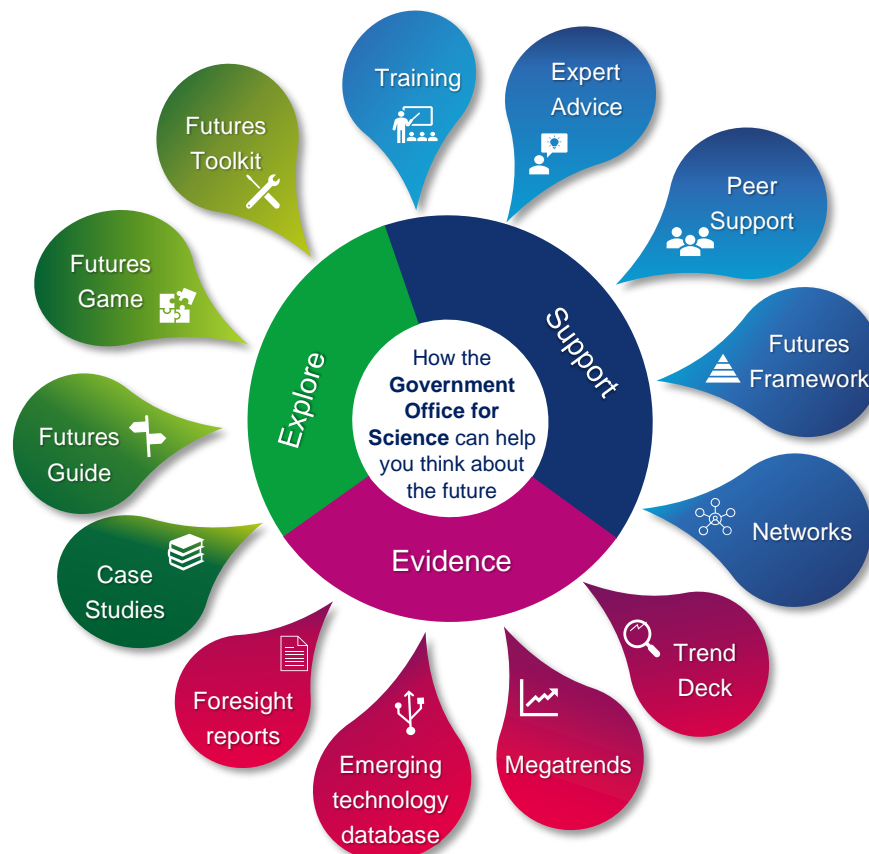 Training
Expert
Advice
Peer
Support
Futures
Framework
Networks
Trend
Deck
Megatrends
Emerging
technology
database
Foresight
reports
Case
Studies
Futures
Guide
Futures
Game
Futures
Toolkit
Explore
Support
Evidence
How the
Government
Office for
Science can help
you think about
the future